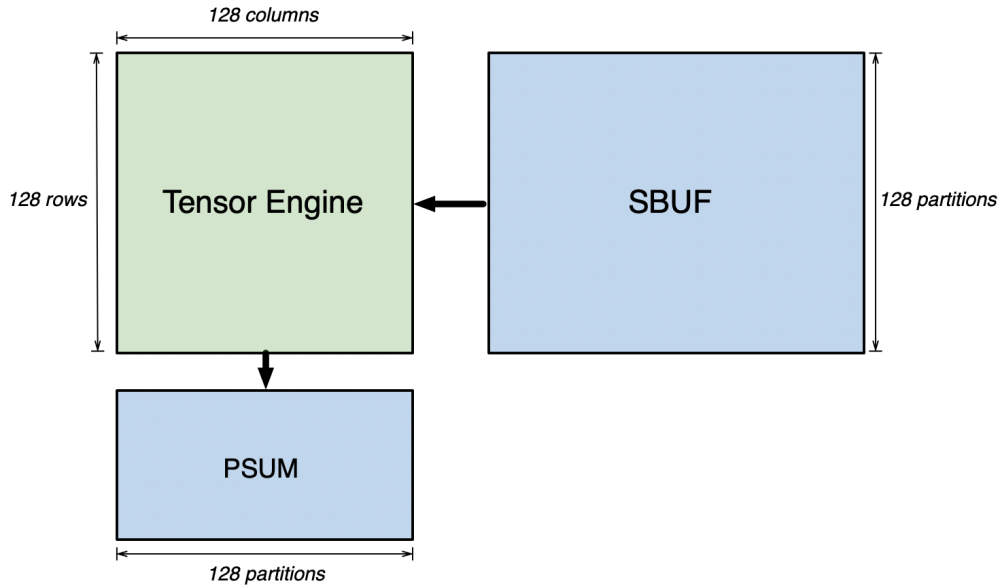 128 columns
128 rows
Tensor Engine
SBUF
128 partitions
PSUM
128 partitions